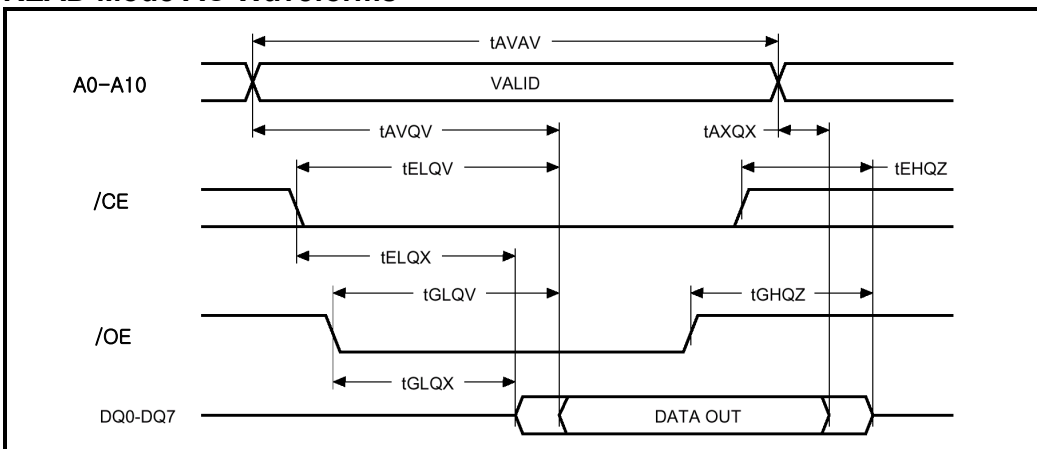 READ Mode AC Waveforms
tAVAV
A0-A10
VALID
tAVQV
tAXQX
tELQV
tEHQZ
/CE
tELQX
tGLQV
tGHQZ
/OE
tGLQX
DQ0-DQ7
DATA OUT